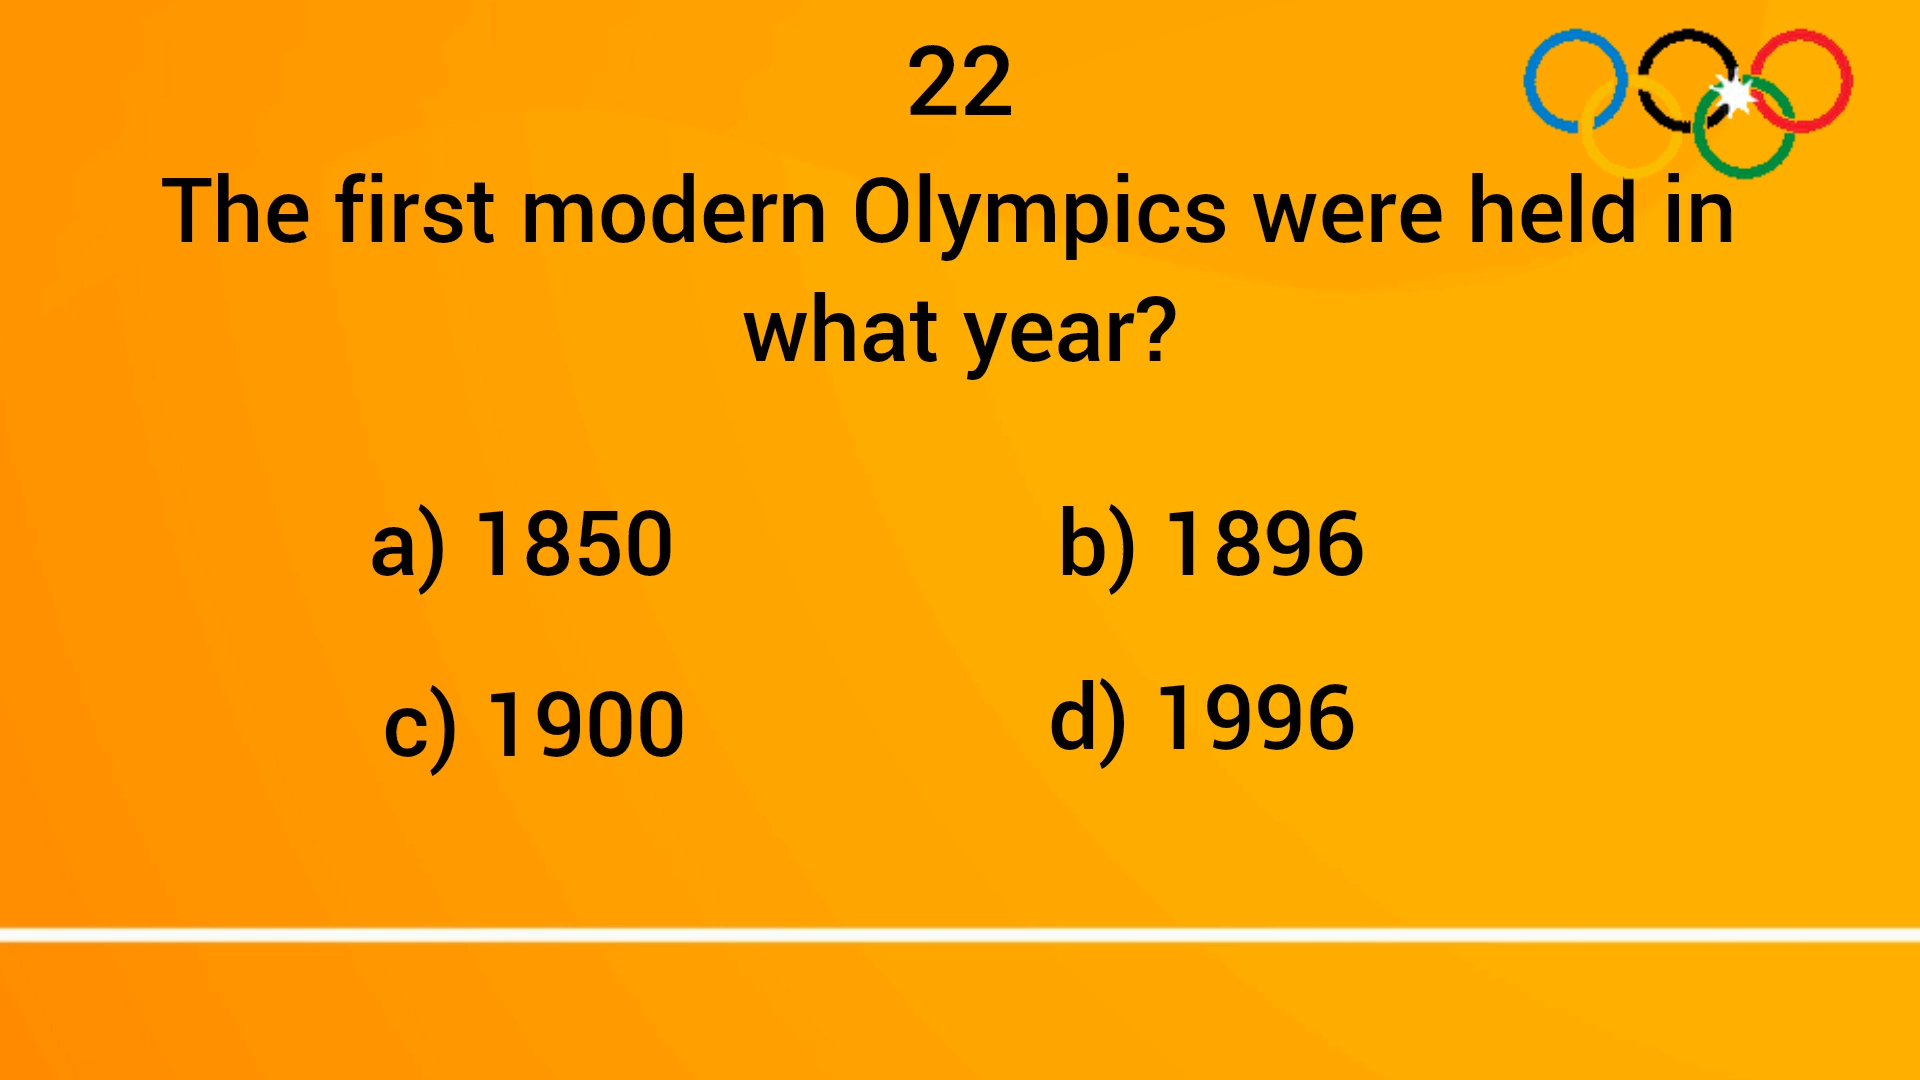 22
The first modern Olympics were held in
what year?
a) 1850
b) 1896
c) 1900
d) 1996